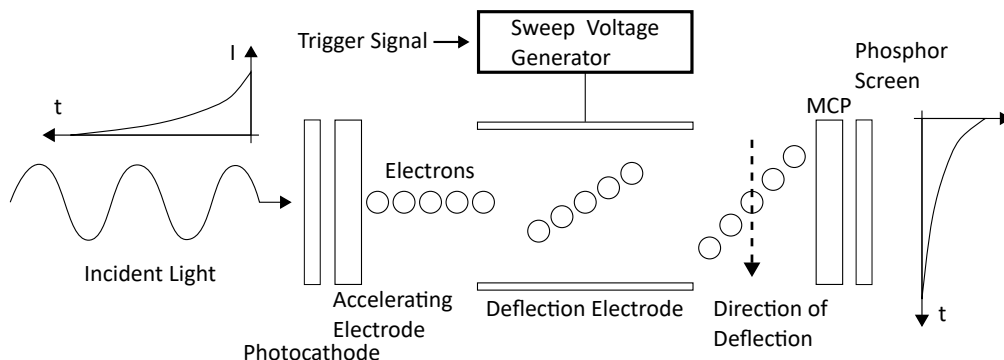 Trigger Signal
Sweep Voltage
Generator
Phosphor
Screen
I
t
MCP
Electrons
Incident Light
Accelerating
Electrode
Photocathode
Deflection Electrode
Direction of
Deflection
t